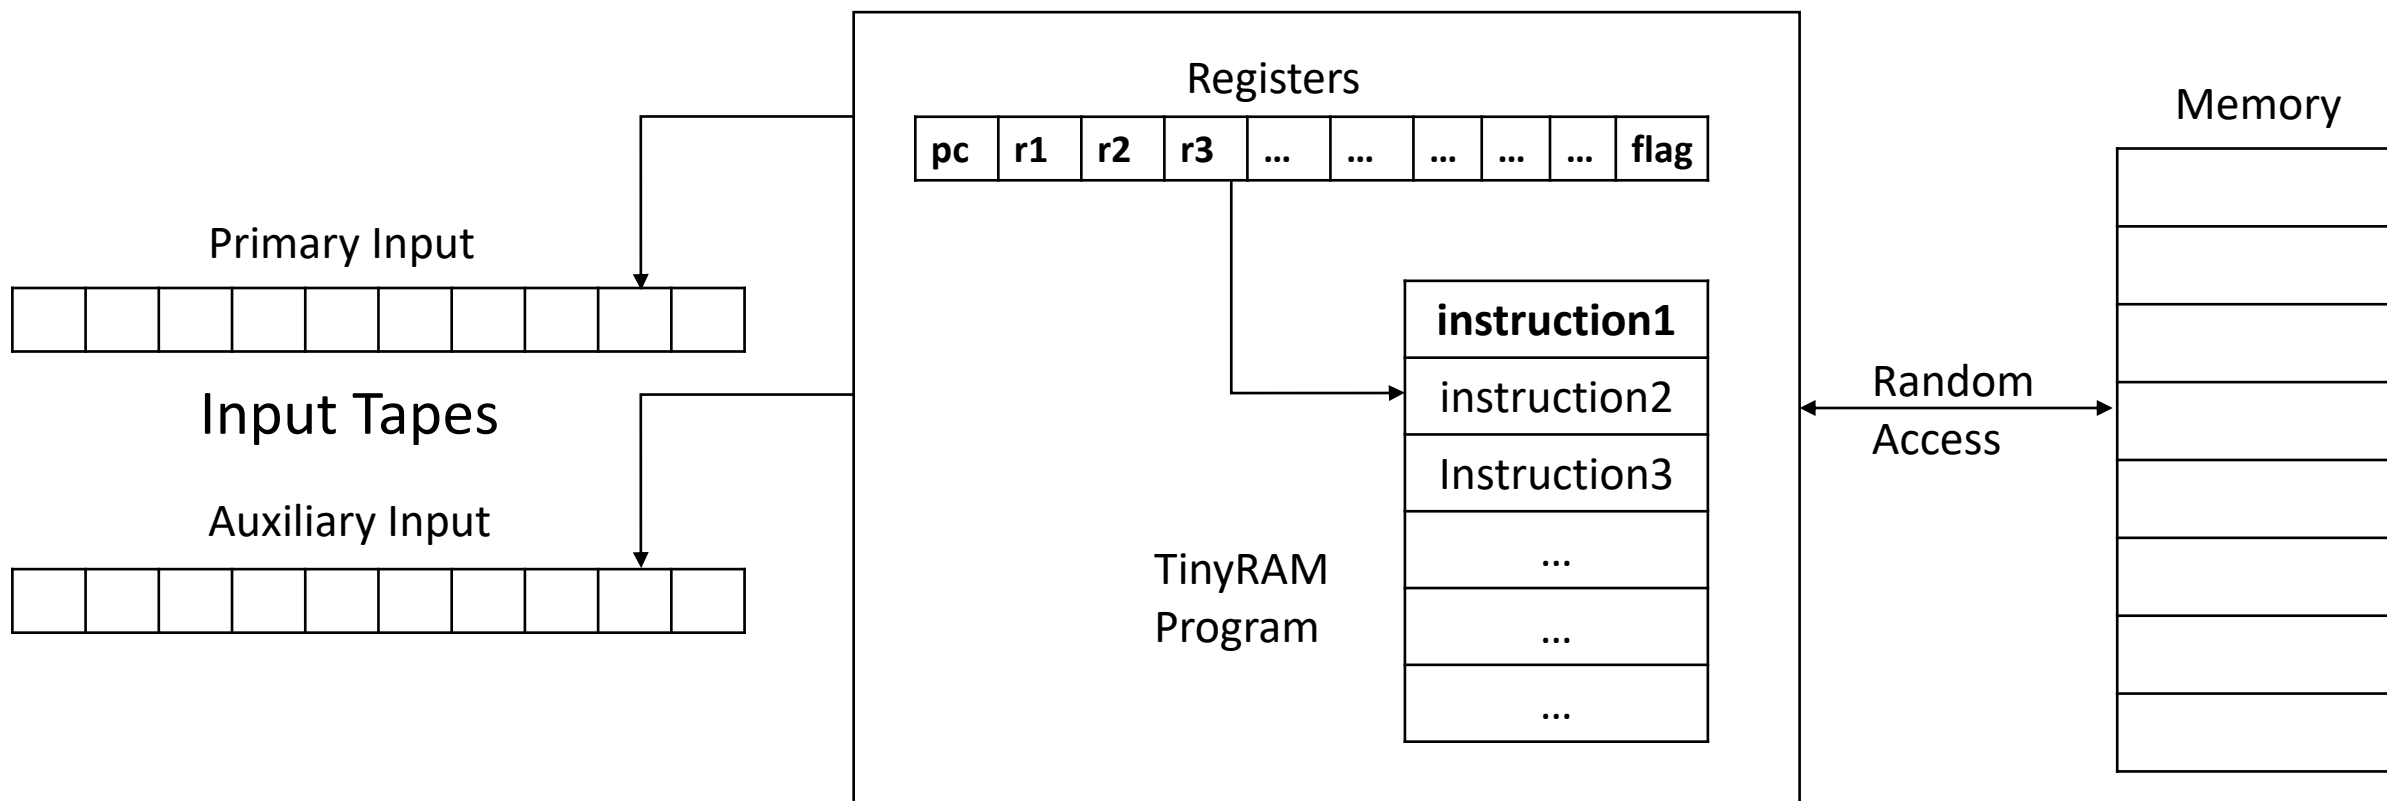 Registers
Memory
pc r1 r2 r3 ... ... ... ... ... flag
Primary Input
instruction1
Input Tapes
instruction2
Random
Access
Instruction3
Auxiliary Input
...
TinyRAM
Program
...
...